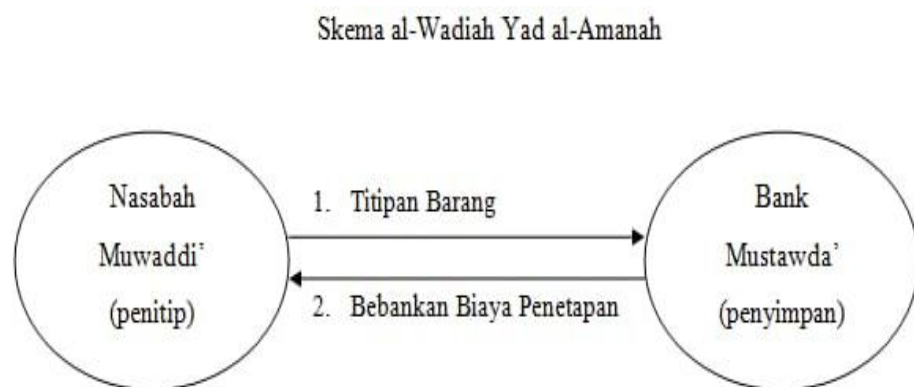 Skema al-Wadiah Yad al-Amanah
Nasabah
Muwaddi’
(penitip)
1. Titipan Barang
2. Bebankan Biaya Penetapan
Bank
Mustawda’
(penyimpan)